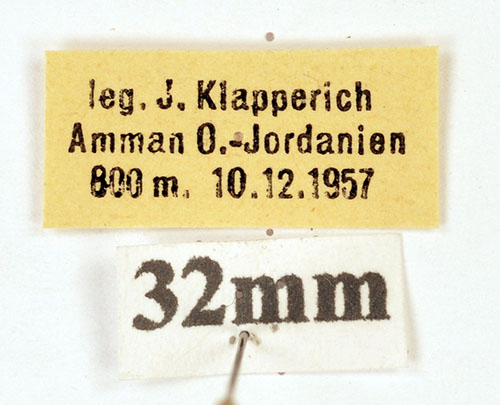 leg. J. Klapperich
Amman O.-Jordanien
800 m. 10.12.1957
32mm